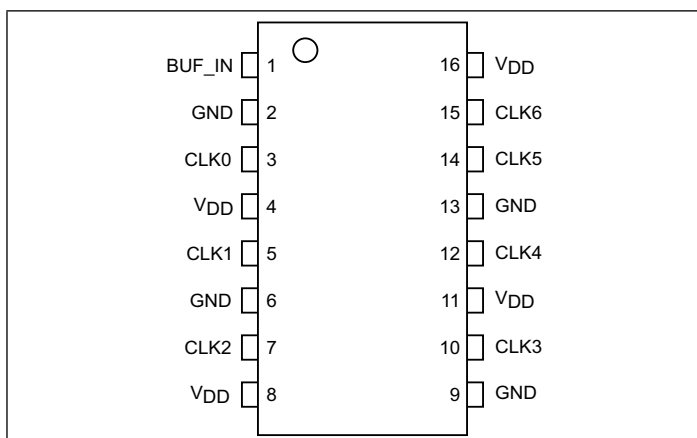 BUF_IN 1 16 VDD
GND 2 15 CLK6
CLK0 3 14 CLK5
VDD 4 13 GND
CLK1 5 12 CLK4
GND 6 11 VDD
CLK2 7 10 CLK3
VDD 8 9 GND